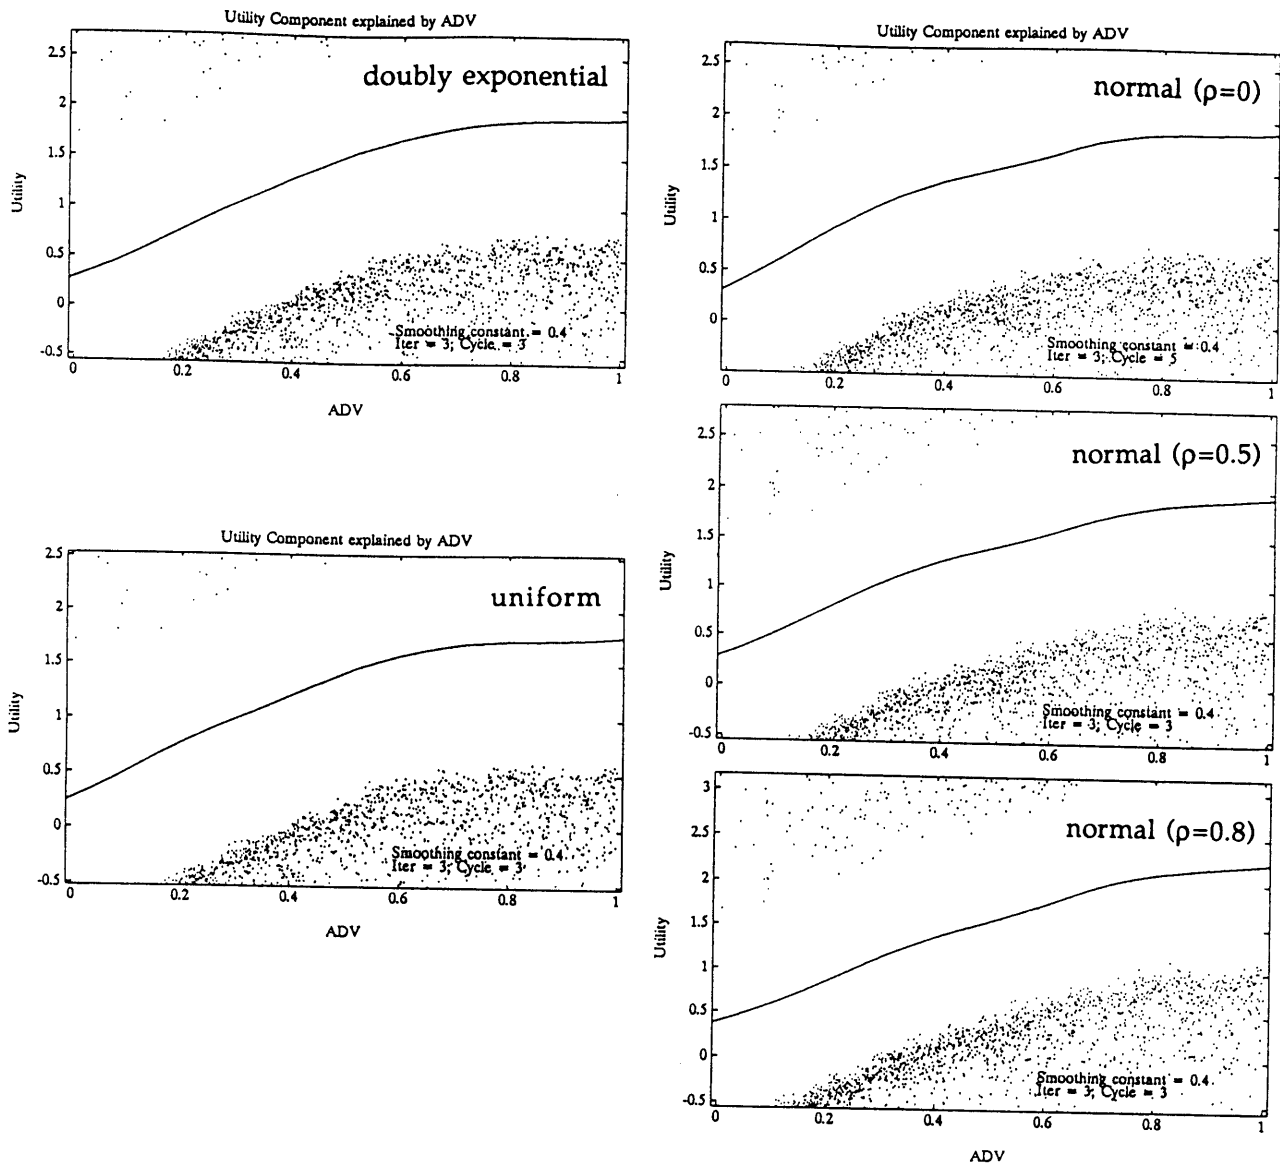 Utility Component explained by ADV
doubly exponential
2.5
2
1.5
1
0.5
0
-0.5
Utility
Smoothing constant = 0.4
Iter = 3; Cycle = 3
0.2
0.4
0.6
0.8
1
ADV
Utility Component explained by ADV
normal (ρ=0)
2.5
2
1.5
1
0.5
0
Utility
Smoothing constant = 0.4
Iter = 3; Cycle = 5
0
0.2
0.4
0.6
0.8
1
normal (ρ=0.5)
2.5
2
1.5
1
0.5
0
-0.5
Utility
Smoothing constant = 0.4
Iter = 3; Cycle = 3
0
0.2
0.4
0.6
0.8
1
Utility Component explained by ADV
uniform
2.5
2
1.5
1
0.5
0
-0.5
Utility
Smoothing constant = 0.4
Iter = 3; Cycle = 3
0
0.2
0.4
0.6
0.8
1
ADV
normal (ρ=0.8)
3
2.5
2
1.5
1
0.5
0
-0.5
Utility
Smoothing constant = 0.4
Iter = 3; Cycle = 3
0
0.2
0.4
0.6
0.8
1
ADV